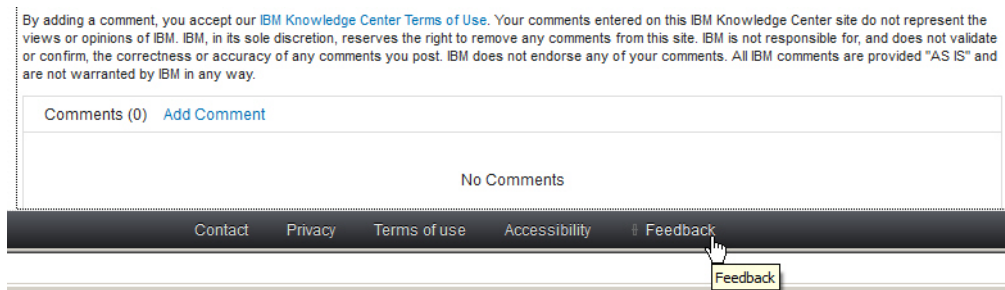 By adding a comment, you accept our IBM Knowledge Center Terms of Use. Your comments entered on this IBM Knowledge Center site do not represent the
views or opinions of IBM. IBM, in its sole discretion, reserves the right to remove any comments from this site. IBM is not responsible for, and does not validate
or confirm, the correctness or accuracy of any comments you post. IBM does not endorse any of your comments. All IBM comments are provided "AS IS" and
are not warranted by IBM in any way.
Comments (0) Add Comment
No Comments
Contact Privacy Terms of use Accessibility Feedback
Feedback